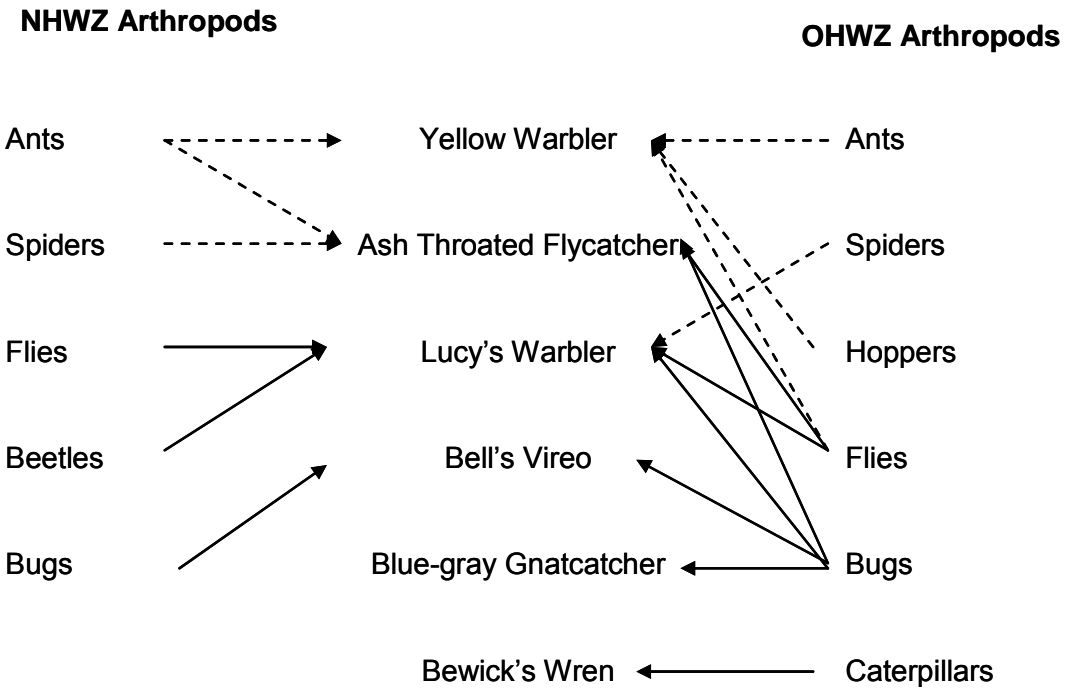 NHWZ Arthropods
OHWZ Arthropods
Ants Yellow Warbler Ants
Spiders Ash Throated Flycatcher Spiders
Flies Lucy’s Warbler Hoppers
Beetles Bell’s Vireo Flies
Bugs Blue-gray Gnatcatcher Bugs
Bewick’s Wren Caterpillars